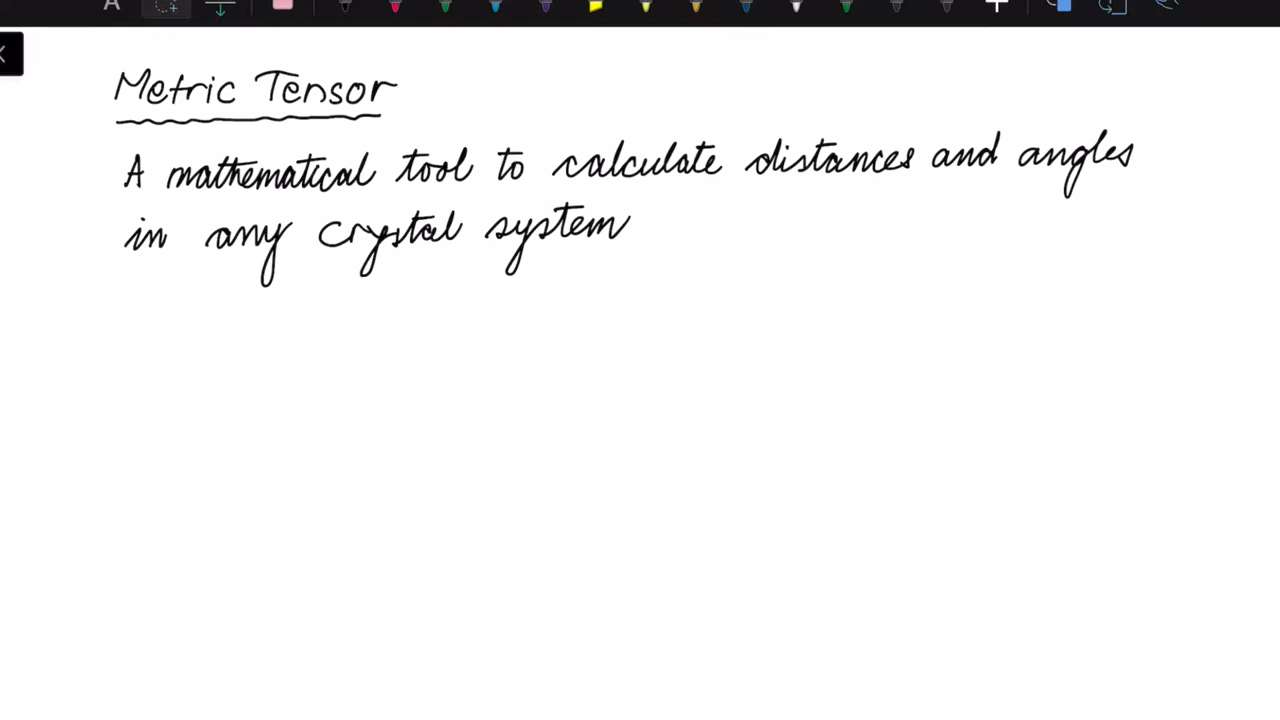 A
Metric Tensor
A mathematical tool to calculate distances and angles
in any crystal system